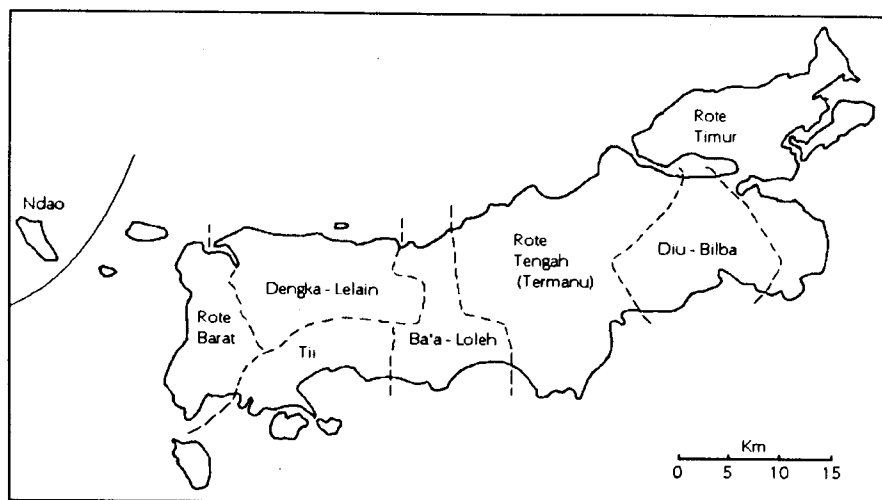 Rote
Timur
Ndao
Rote
Tengah
(Termanu)
Diu - Bilba
Dengka - Lelain
Rote
Barat
Tii
Ba'a - Loleh
Km
0 5 10 15